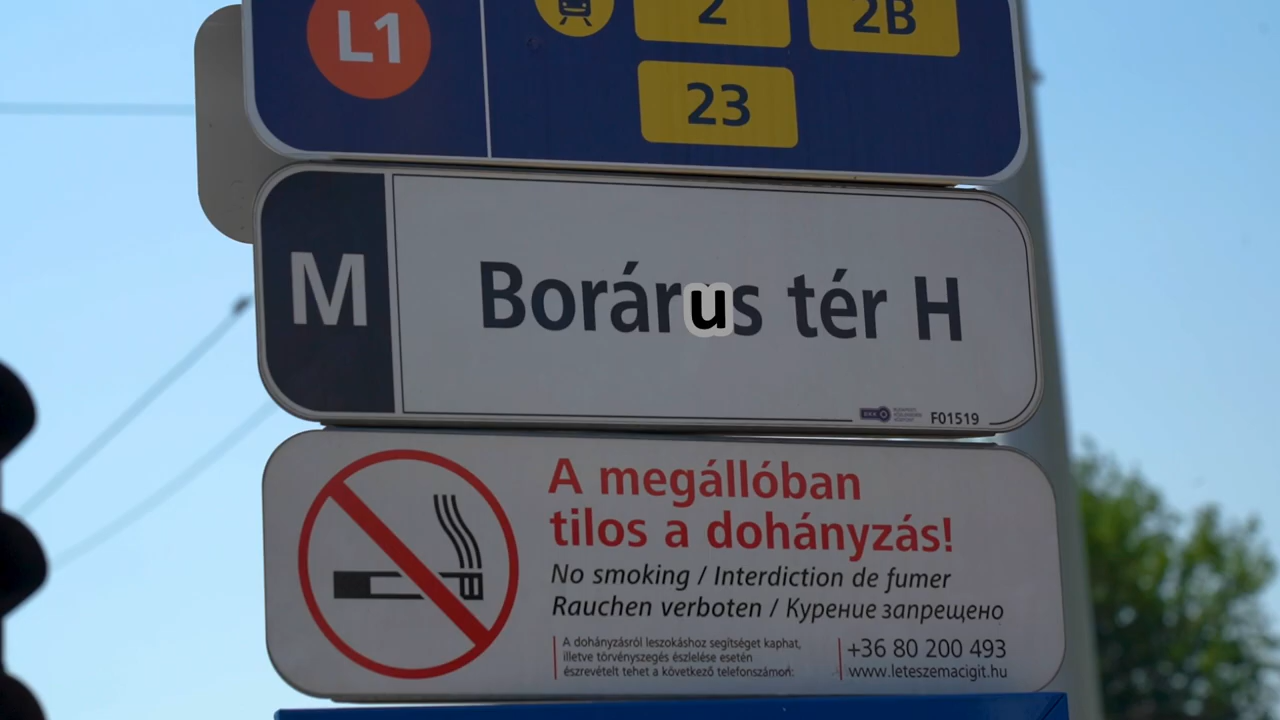 L1
2
2B
23
M
Borárus tér H
F01519
A megállóban
tilos a dohányzás!
No smoking / Interdiction de fumer
Rauchen verboten / Курение запрещено
A dohányzásról leszokáshoz segítséget kaphat,
illetve törvényszegés észlelése esetén
észrevételt tehet a következő telefonszámon:
+36 80 200 493
www.leteszemacigit.hu